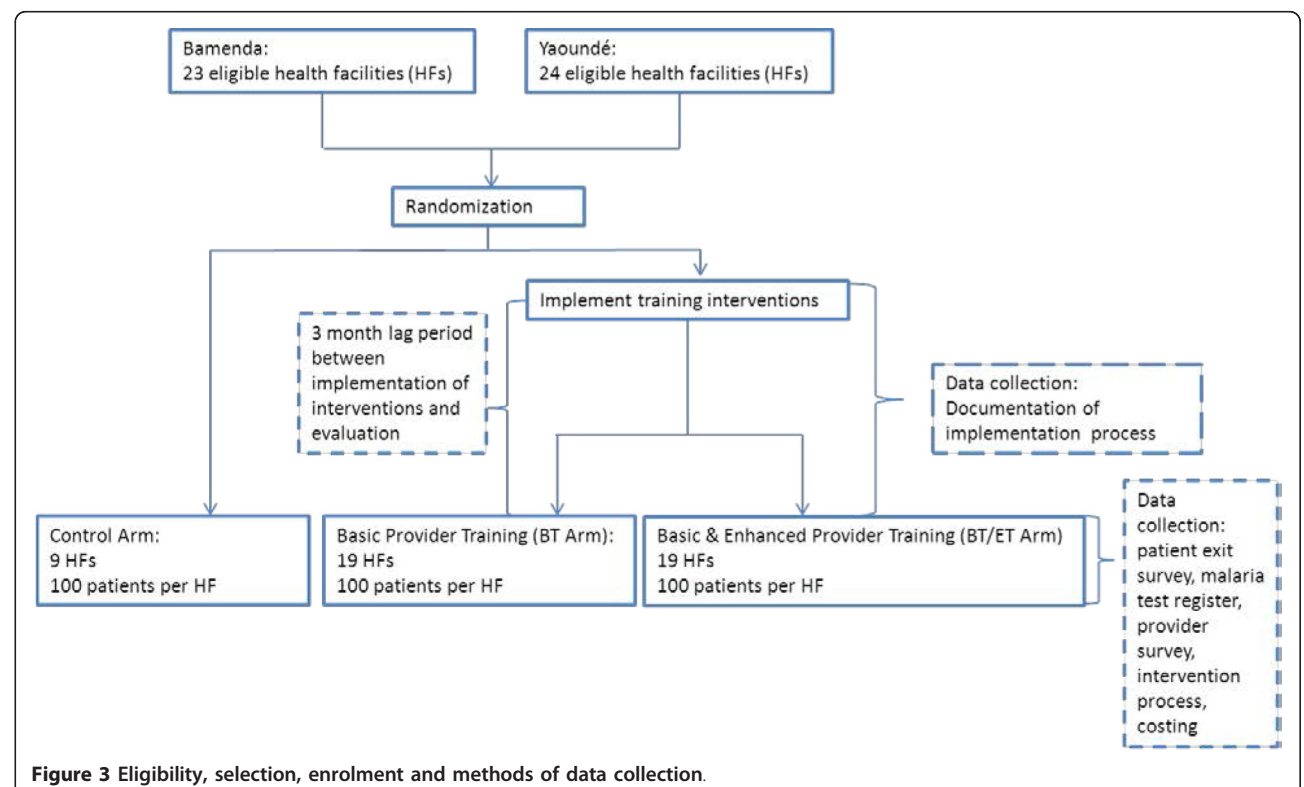 Bamenda:
23 eligible health facilities (HFs)
Yaoundé:
24 eligible health facilities (HFs)
Randomization
Implement training interventions
3 month lag period
between
implementation of
interventions and
evaluation
Data collection:
Documentation of
implementation process
Control Arm:
9 HFs
100 patients per HF
Basic Provider Training (BT Arm):
19 HFs
100 patients per HF
Basic & Enhanced Provider Training (BT/ET Arm)
19 HFs
100 patients per HF
Data
collection:
patient exit
survey, malaria
test register,
provider
survey,
intervention
process,
costing
Figure 3 Eligibility, selection, enrolment and methods of data collection.